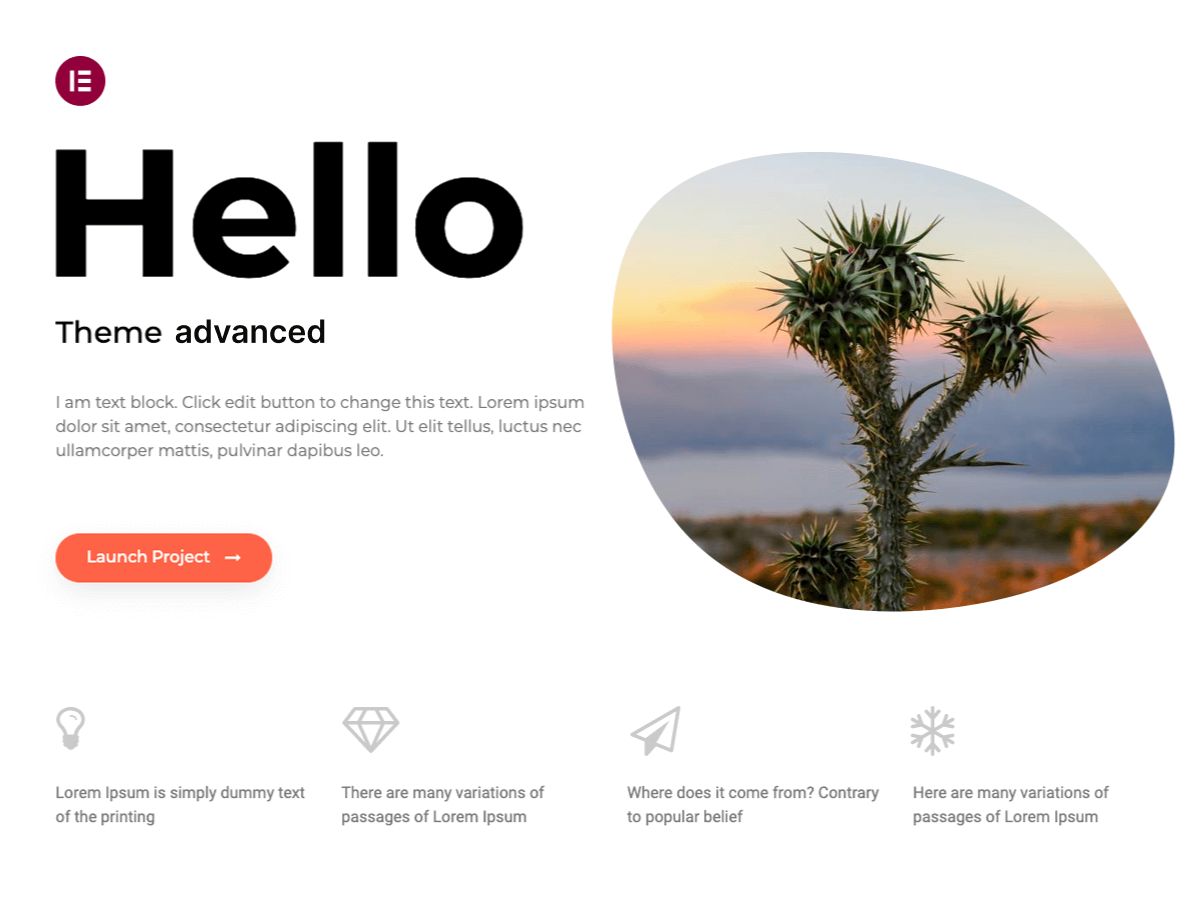 Hello
Theme advanced
I am text block. Click edit button to change this text. Lorem ipsum
dolor sit amet, consectetur adipiscing elit. Ut elit tellus, luctus nec
ullamcorper mattis, pulvinar dapibus leo.
Launch Project →
Lorem Ipsum is simply dummy text
of the printing
There are many variations of
passages of Lorem Ipsum
Where does it come from? Contrary
to popular belief
Here are many variations of
passages of Lorem Ipsum